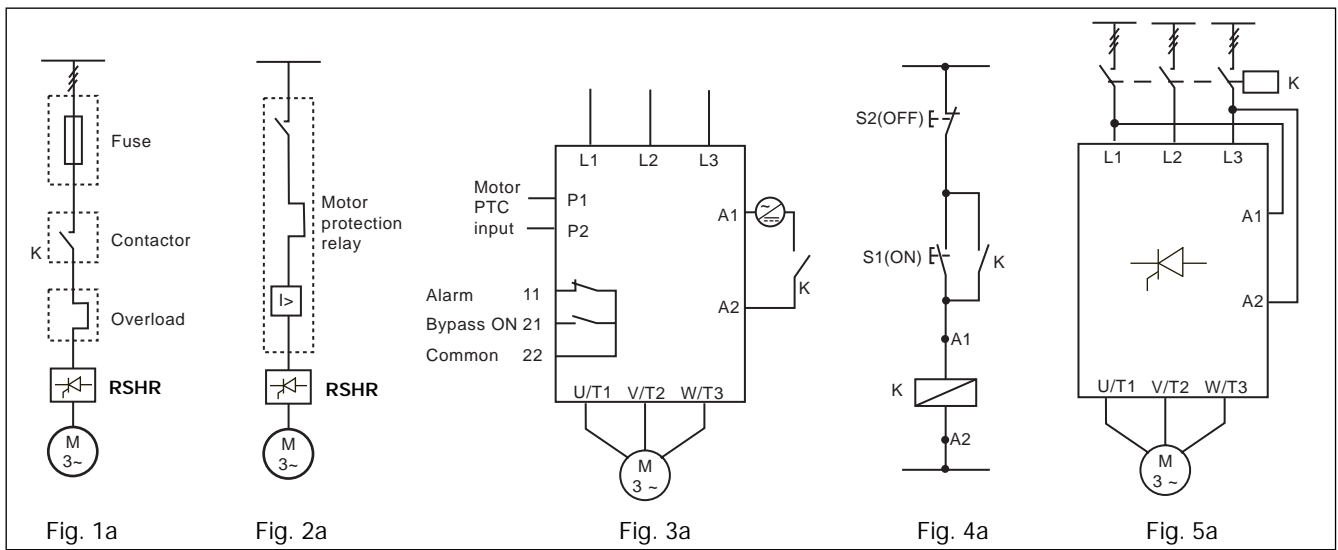 Fuse
K
Contactor
Overload
RSHR
M
3~
Fig. 1a
Motor
protection
relay
I>
RSHR
M
3~
Fig. 2a
L1 L2 L3
Motor
PTC
input
P1
P2
A1
~
K
A2
Alarm 11
Bypass ON 21
Common 22
U/T1 V/T2 W/T3
M
3 ~
Fig. 3a
S2(OFF)
S1(ON)
K
A1
K
A2
Fig. 4a
K
L1 L2 L3
A1
A2
U/T1 V/T2 W/T3
M
3 ~
Fig. 5a